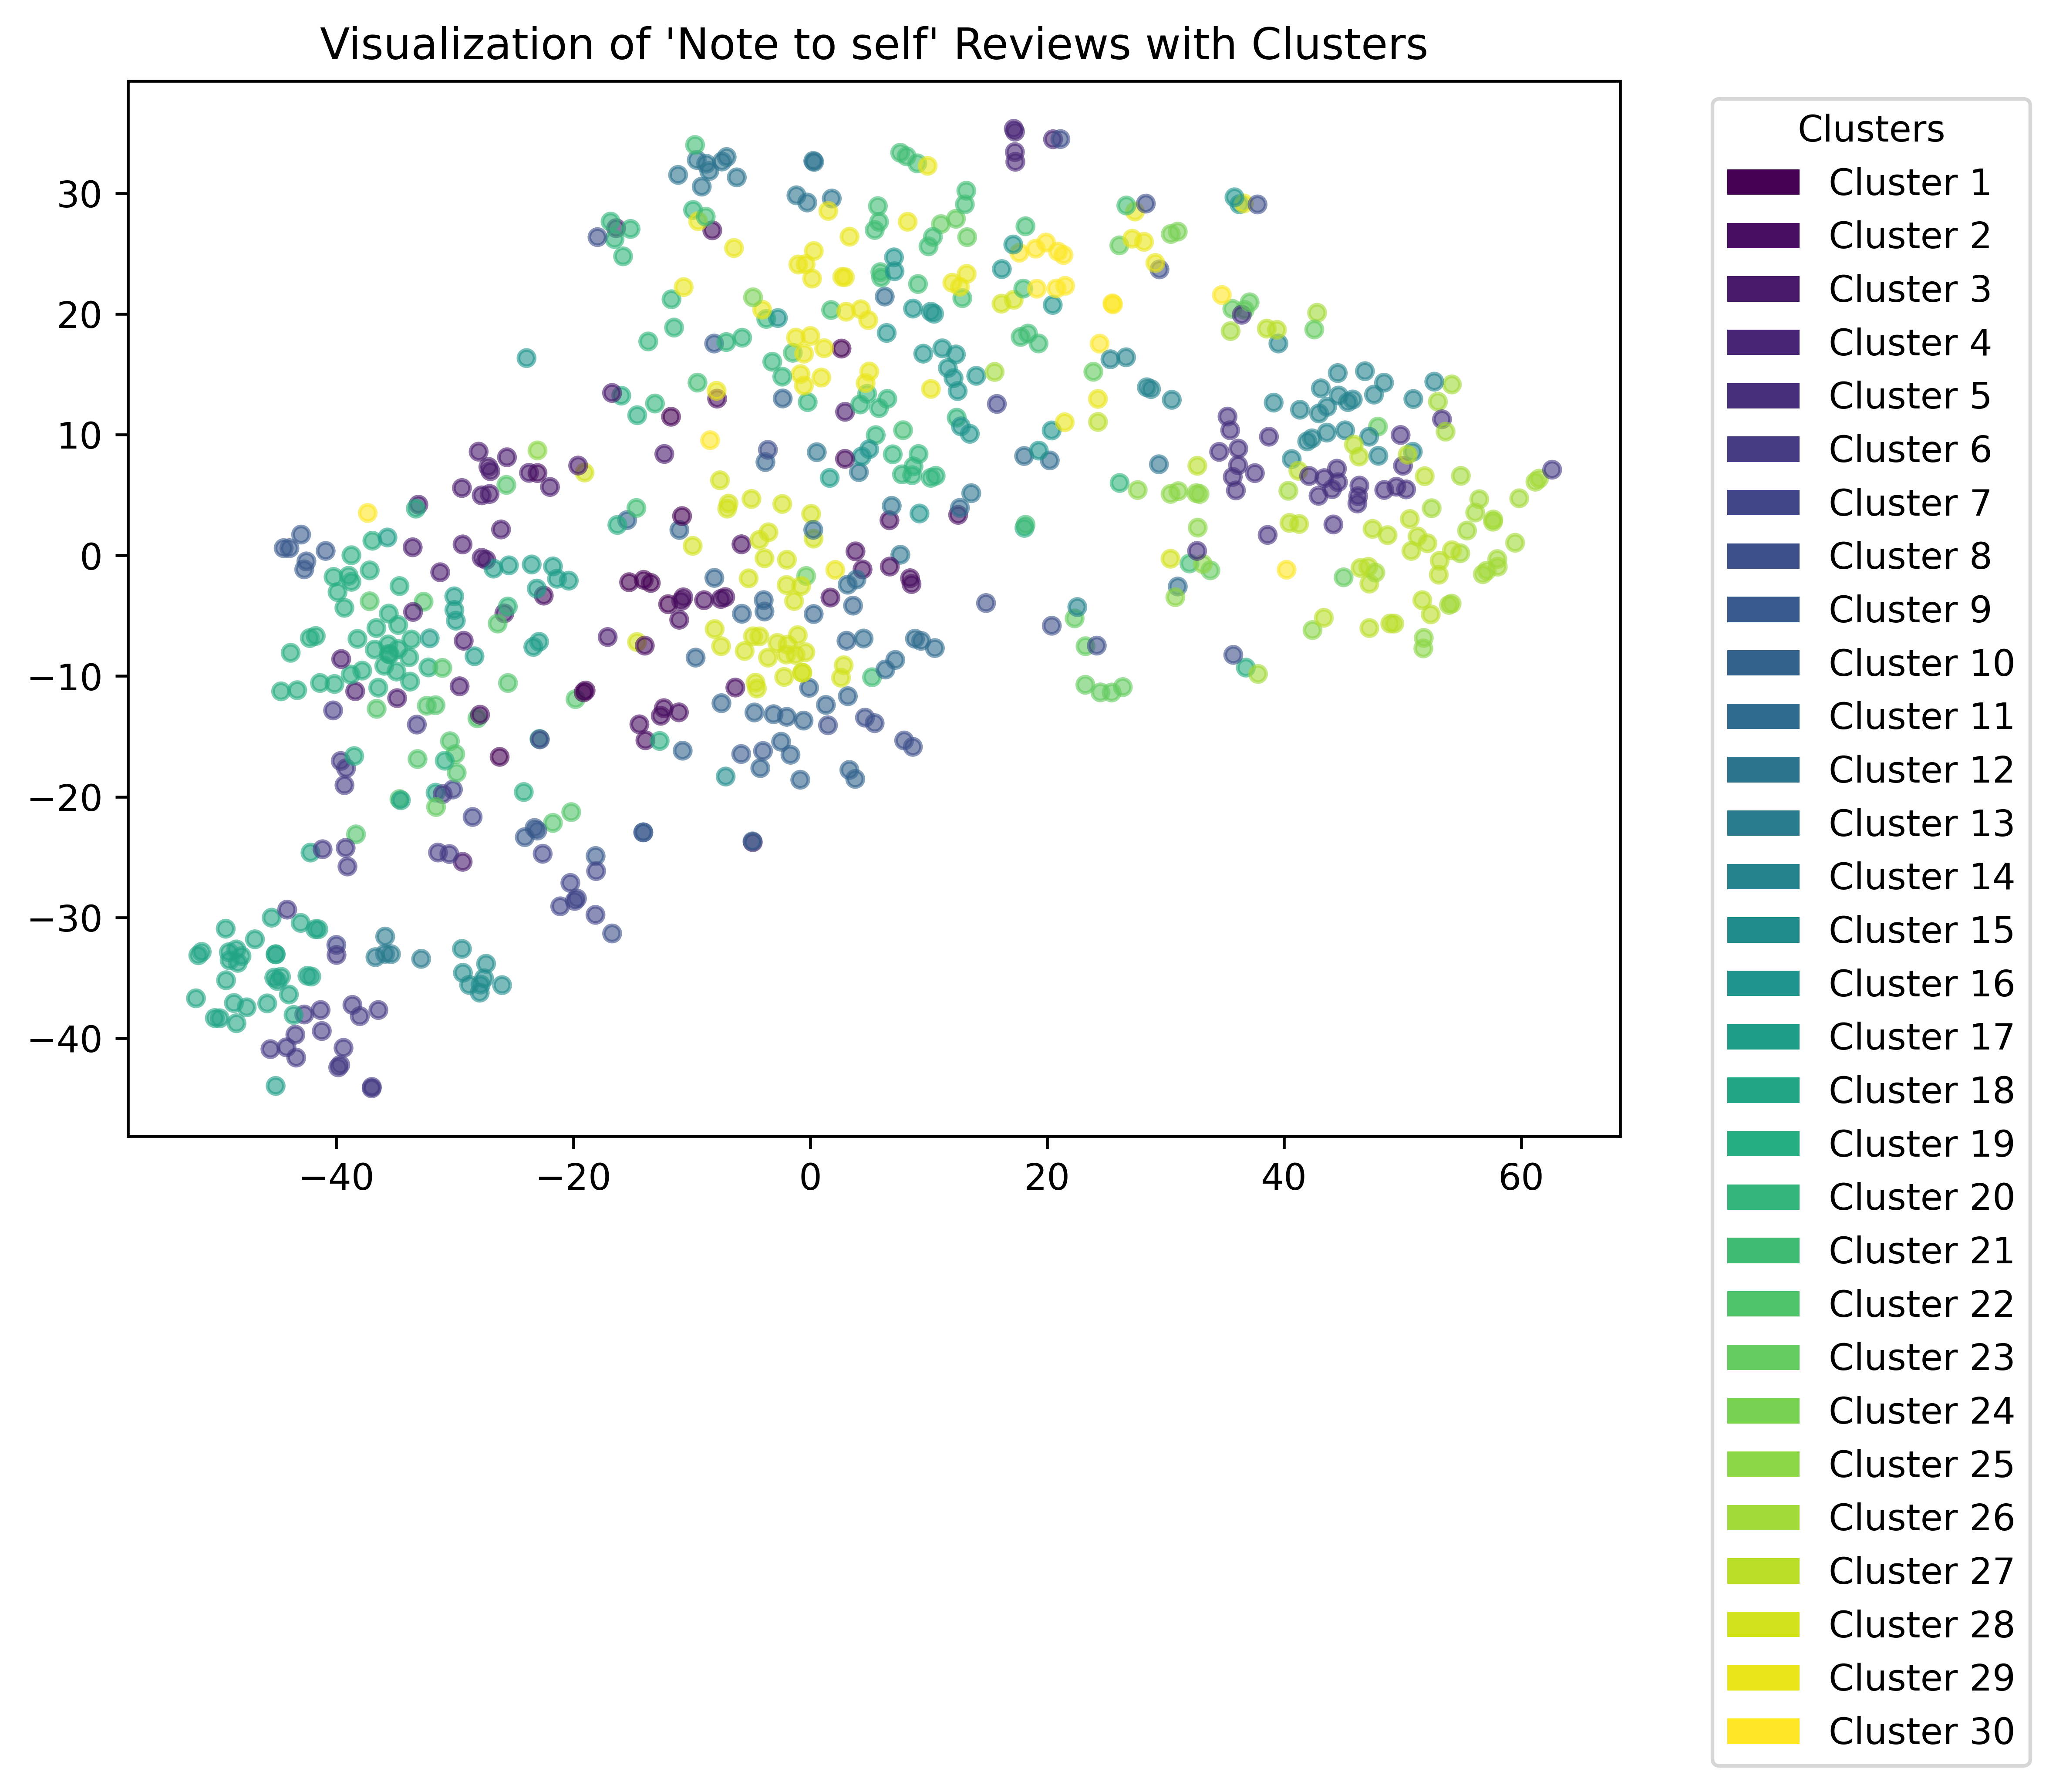 Visualization of 'Note to self' Reviews with Clusters
30
20
10
0
−10
−20
−30
−40
−40 −20 0 20 40 60
Clusters
Cluster 1
Cluster 2
Cluster 3
Cluster 4
Cluster 5
Cluster 6
Cluster 7
Cluster 8
Cluster 9
Cluster 10
Cluster 11
Cluster 12
Cluster 13
Cluster 14
Cluster 15
Cluster 16
Cluster 17
Cluster 18
Cluster 19
Cluster 20
Cluster 21
Cluster 22
Cluster 23
Cluster 24
Cluster 25
Cluster 26
Cluster 27
Cluster 28
Cluster 29
Cluster 30